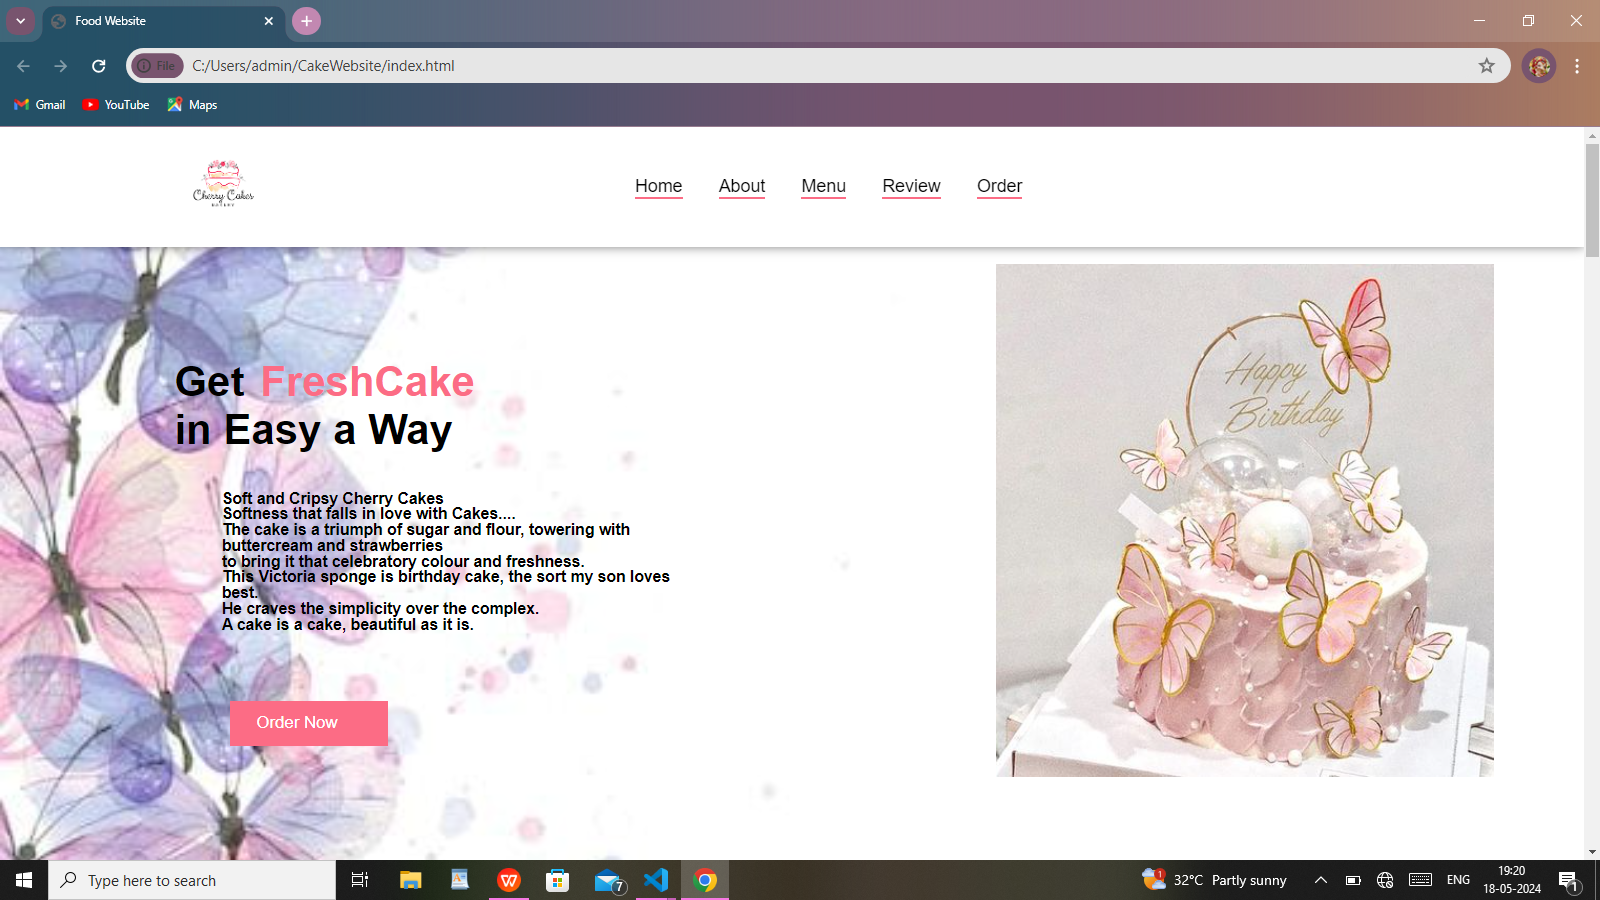 Food Website
File
C:/Users/admin/CakeWebsite/index.html
Gmail
YouTube
Maps
Cherry Cakes
BAKERY
Home
About
Menu
Review
Order
Get FreshCake
in Easy a Way
Happy
Birthday
Soft and Cripsy Cherry Cakes
Softness that falls in love with Cakes....
The cake is a triumph of sugar and flour, towering with
buttercream and strawberries
to bring it that celebratory colour and freshness.
This Victoria sponge is birthday cake, the sort my son loves
best.
He craves the simplicity over the complex.
A cake is a cake, beautiful as it is.
Order Now
Type here to search
7
1
32°C Partly sunny
ENG
19:20
18-05-2024
1